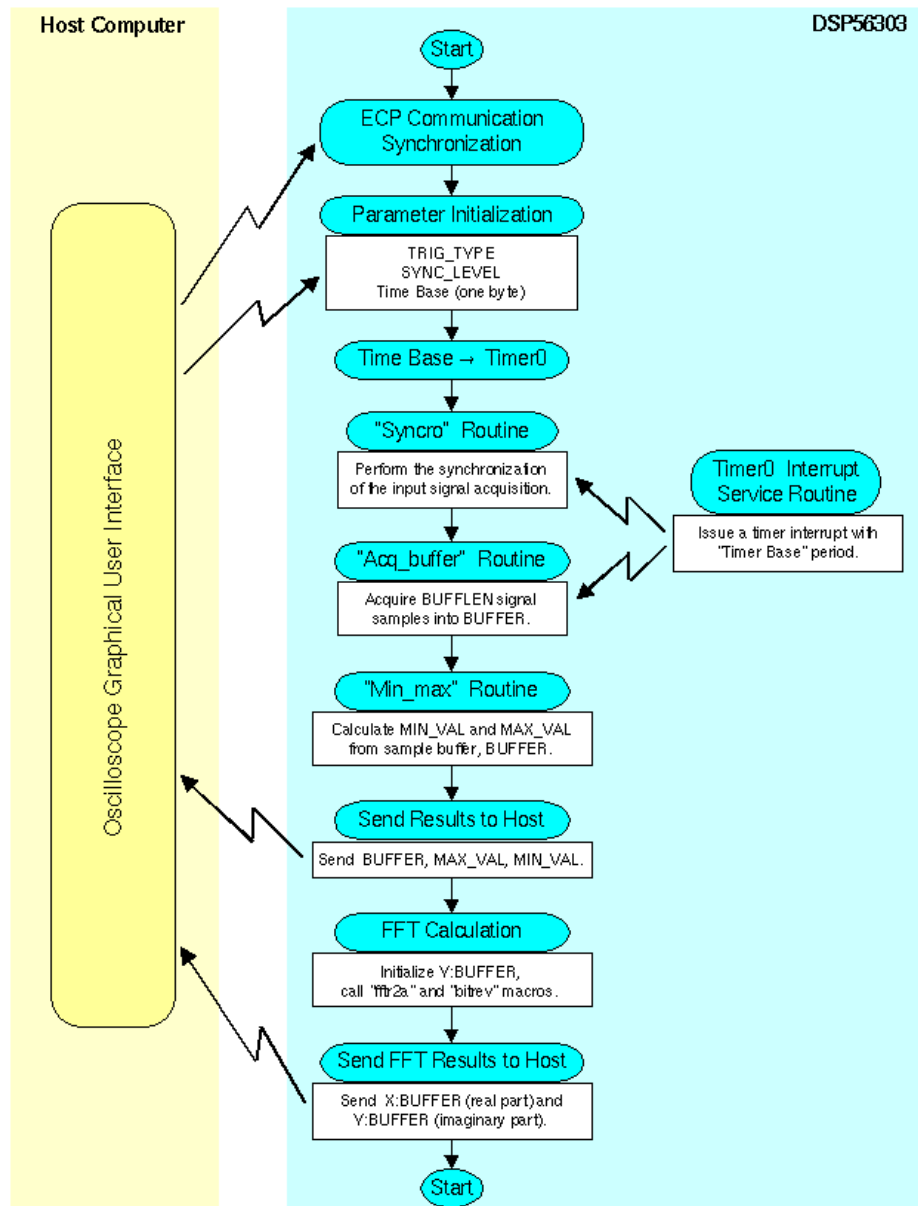 Host Computer
DSP56303
Start
ECP Communication
Synchronization
Parameter Initialization
TRIG_TYPE
SYNC_LEVEL
Time Base (one byte)
Time Base → Timer0
"Syncro" Routine
Perform the synchronization
of the input signal acquisition.
Timer0 Interrupt
Service Routine
Issue a timer interrupt with
"Timer Base" period.
"Acq_buffer" Routine
Acquire BUFFLEN signal
samples into BUFFER.
"Min_max" Routine
Calculate MIN_VAL and MAX_VAL
from sample buffer, BUFFER.
Send Results to Host
Send BUFFER, MAX_VAL, MIN_VAL.
FFT Calculation
Initialize Y:BUFFER,
call "fftr2a" and "bitrev" macros.
Send FFT Results to Host
Send X:BUFFER (real part) and
Y:BUFFER (imaginary part).
Start
Oscilloscope Graphical User Interface